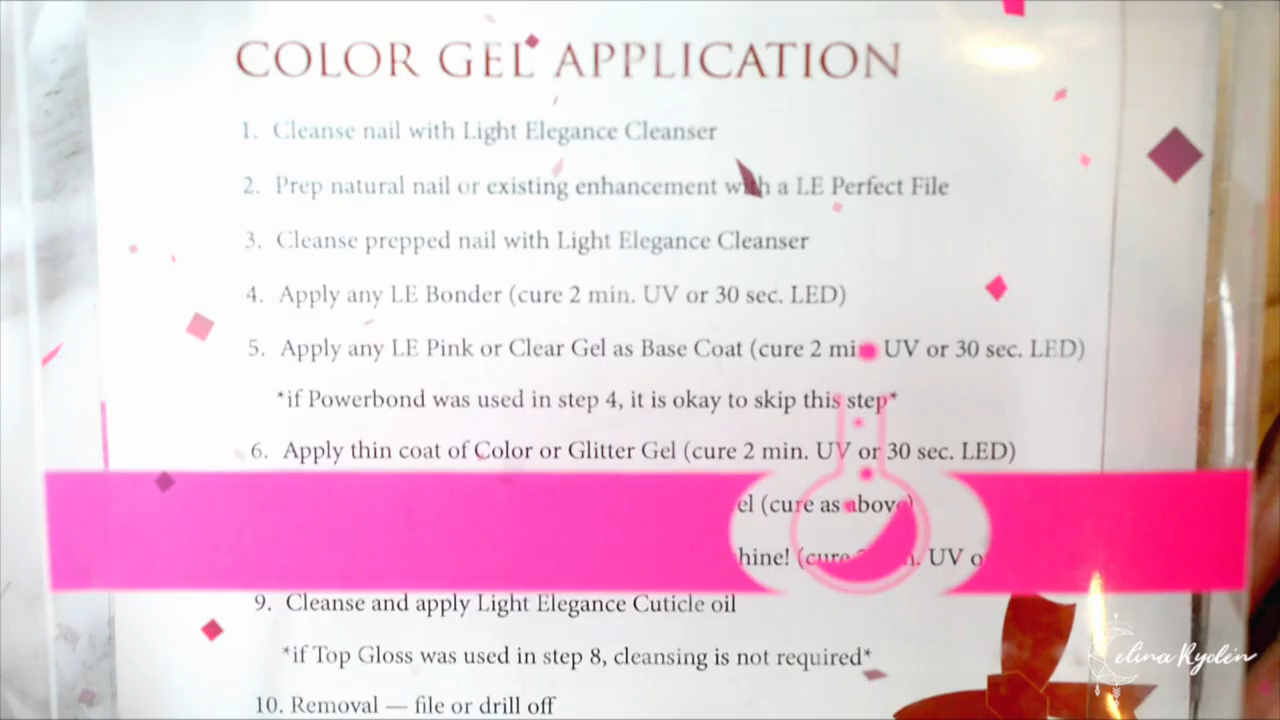 COLOR GEL APPLICATION
1. Cleanse nail with Light Elegance Cleanser
2. Prep natural nail or existing enhancement with a LE Perfect File
3. Cleanse prepped nail with Light Elegance Cleanser
4. Apply any LE Bonder (cure 2 min. UV or 30 sec. LED)
5. Apply any LE Pink or Clear Gel as Base Coat (cure 2 min. UV or 30 sec. LED)
*if Powerbond was used in step 4, it is okay to skip this step*
6. Apply thin coat of Color or Glitter Gel (cure 2 min. UV or 30 sec. LED)
(cure as above)
(cure UV
9. Cleanse and apply Light Elegance Cuticle oil
*if Top Gloss was used in step 8, cleansing is not required*
10. Removal — file or drill off
Celina Rydén